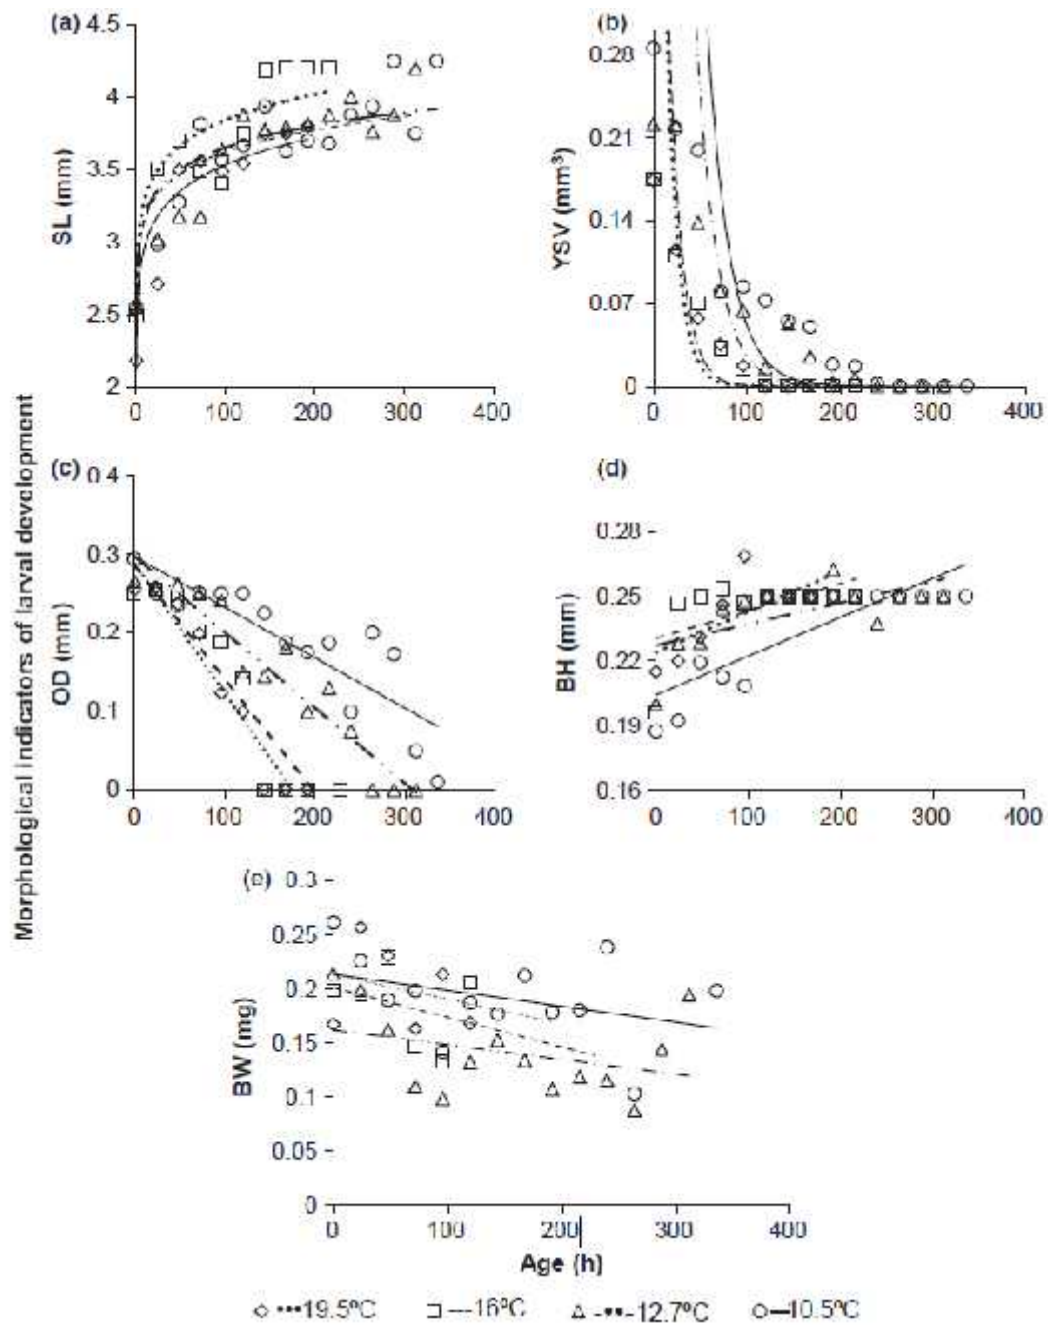 Morphological indicators of larval development
(a)
SL (mm)
4.5
4
3.5
3
2.5
2
0 100 200 300 400
(b)
YSV (mm³)
0.28
0.21
0.14
0.07
0
0 100 200 300 400
(c)
OD (mm)
0.4
0.3
0.2
0.1
0
0 100 200 300 400
(d)
BH (mm)
0.28
0.25
0.22
0.19
0.16
0 100 200 300 400
(e)
BW (mg)
0.3
0.25
0.2
0.15
0.1
0.05
0
0 100 200 300 400
Age (h)
19.5ºC 16ºC 12.7ºC 10.5ºC